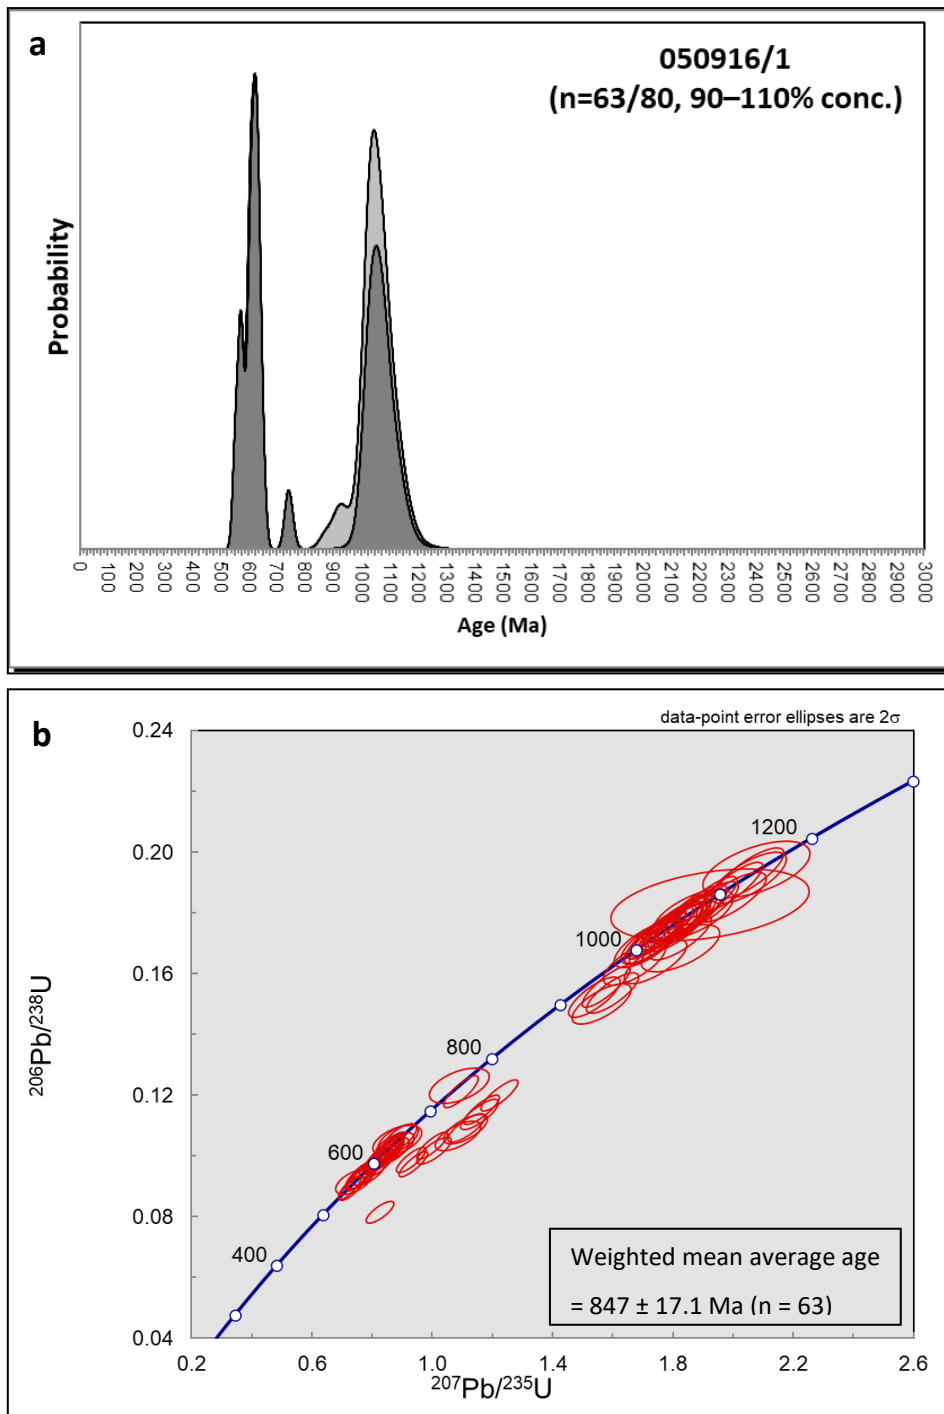 a
050916/1
(n=63/80, 90–110% conc.)
Probability
0 100 200 300 400 500 600 700 800 900 1000 1100 1200 1300 1400 1500 1600 1700 1800 1900 2000 2100 2200 2300 2400 2500 2600 2700 2800 2900 3000
Age (Ma)
b
data-point error ellipses are 2σ
0.24
0.20
0.16
0.12
0.08
0.04
²⁰⁶Pb/²³⁸U
1200
1000
800
600
400
Weighted mean average age
= 847 ± 17.1 Ma (n = 63)
0.2 0.6 1.0 1.4 1.8 2.2 2.6
²⁰⁷Pb/²³⁵U